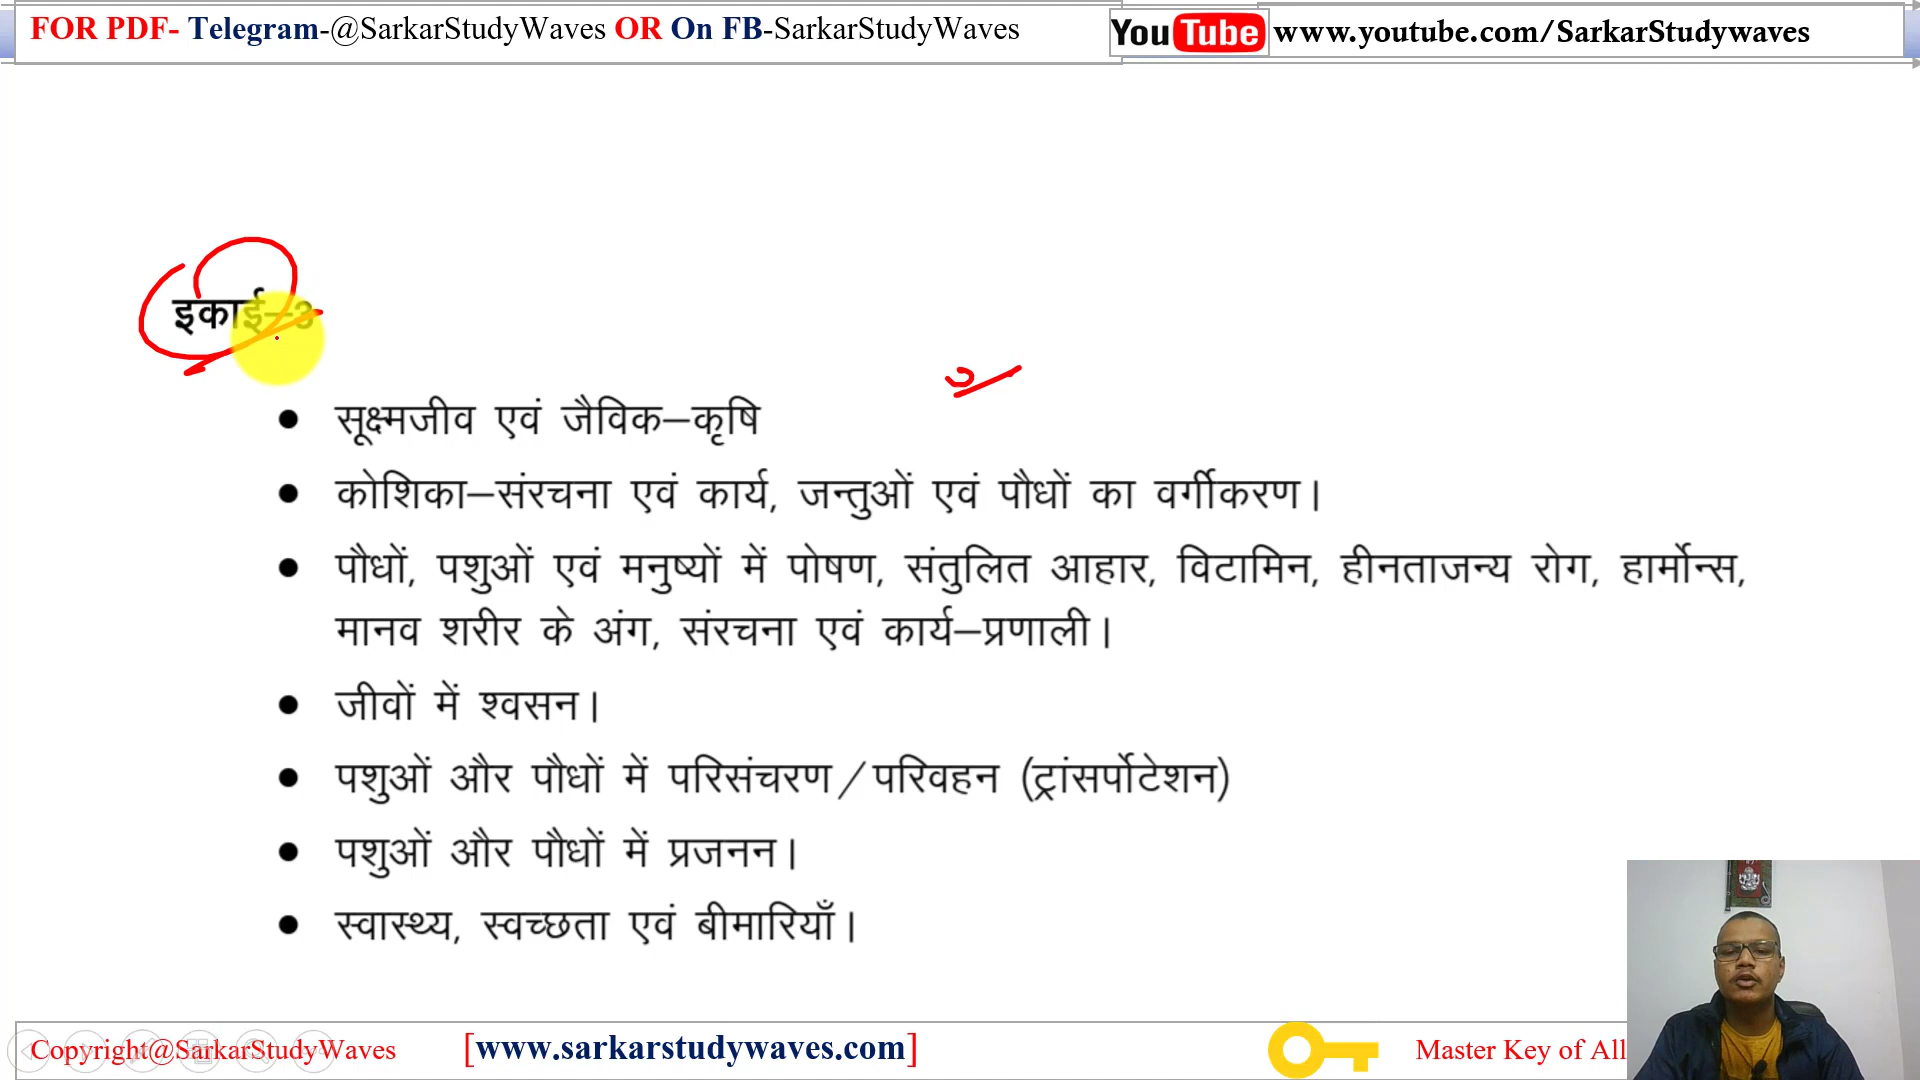 FOR PDF- Telegram-@SarkarStudyWaves OR On FB-SarkarStudyWaves
YouTube www.youtube.com/SarkarStudywaves
इकाई–3
● सूक्ष्मजीव एवं जैविक–कृषि
● कोशिका–संरचना एवं कार्य, जन्तुओं एवं पौधों का वर्गीकरण।
● पौधों, पशुओं एवं मनुष्यों में पोषण, संतुलित आहार, विटामिन, हीनताजन्य रोग, हार्मोन्स,
मानव शरीर के अंग, संरचना एवं कार्य–प्रणाली।
● जीवों में श्वसन।
● पशुओं और पौधों में परिसंचरण/परिवहन (ट्रांसर्पोटेशन)
● पशुओं और पौधों में प्रजनन।
● स्वास्थ्य, स्वच्छता एवं बीमारियाँ।
Copyright@SarkarStudyWaves [www.sarkarstudywaves.com] Master Key of All